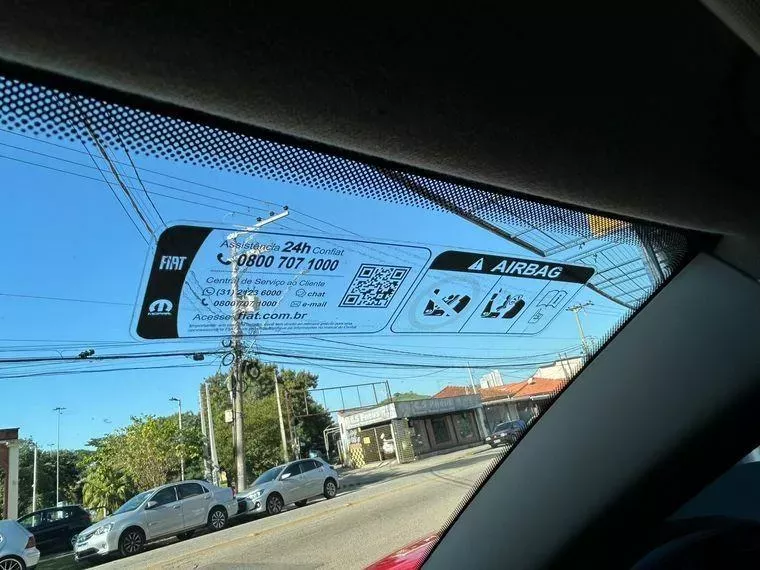 FIAT
Assistência 24h Confiat
0800 707 1000
Central de Serviço ao Cliente
(31) 2123 6000 chat
0800 707 1000 e-mail
Acesse fiat.com.br
MOPAR
AIRBAG